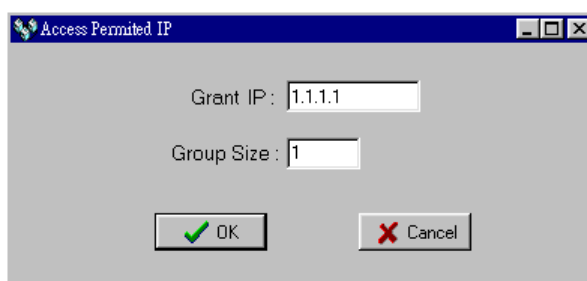 Access Permited IP
Grant IP : 1.1.1.1
Group Size : 1
OK Cancel